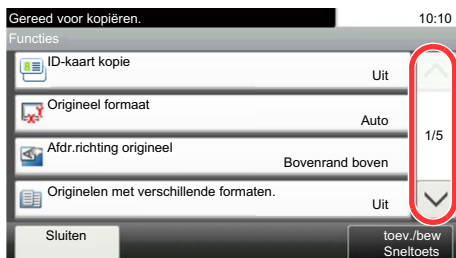 Gereed voor kopiëren. 10:10
Functies
ID-kaart kopie
Uit
Origineel formaat
Auto
1/5
Afdr.richting origineel
Bovenrand boven
Originelen met verschillende formaten.
Uit
Sluiten
toev./bew
Sneltoets